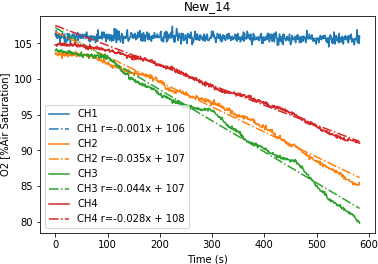 New_14
O2 [%Air Saturation]
105
100
95
90
85
80
CH1
CH1 r=-0.001x + 106
CH2
CH2 r=-0.035x + 107
CH3
CH3 r=-0.044x + 107
CH4
CH4 r=-0.028x + 108
0 100 200 300 400 500 600
Time (s)